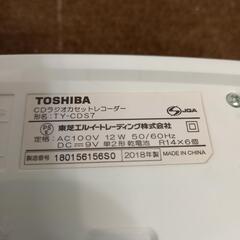 TOSHIBA
CDラジオカセットレコーダー
形名：TY-CDS7
JQA
PS E
東芝エルイートレーディング株式会社
定格：AC100V 12W 50/60Hz
DC⎓9V 単2形 乾電池 R14×6個
製造番号 180156156S0 2018年製
MADE IN CHINA